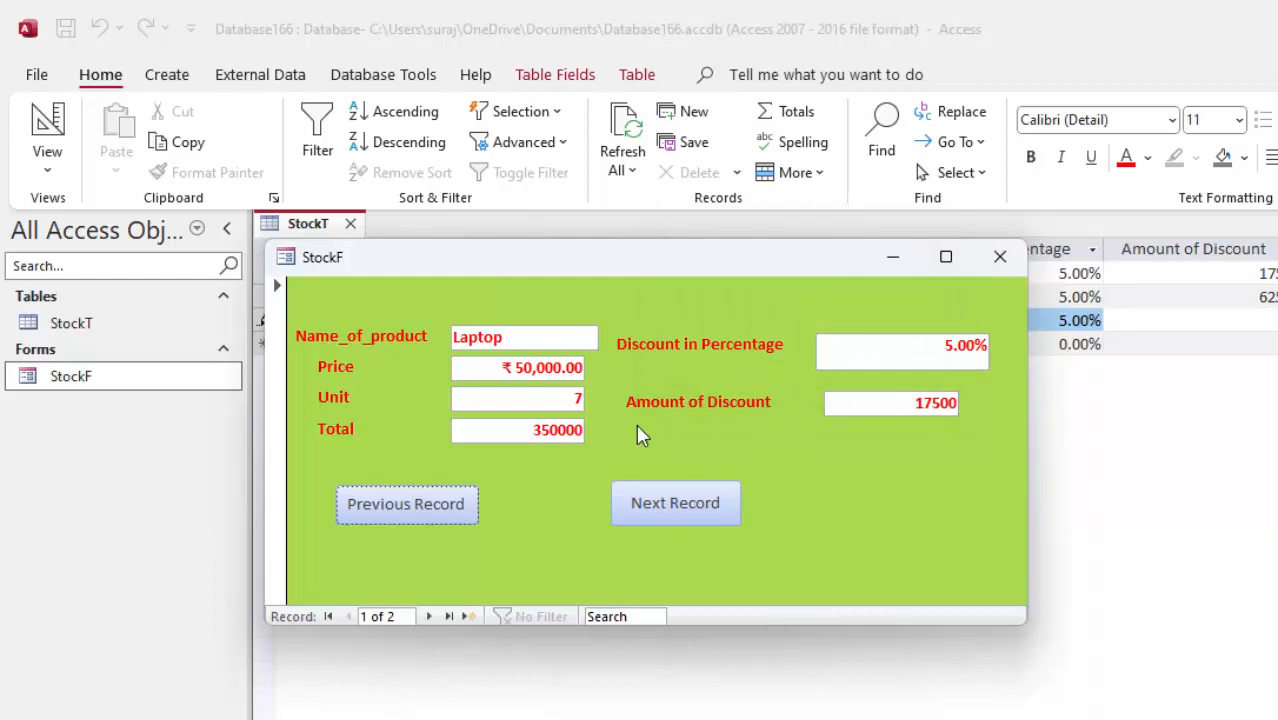 Database166 : Database- C:\Users\suraj\OneDrive\Documents\Database166.accdb (Access 2007 - 2016 file format) - Access
File Home Create External Data Database Tools Help Table Fields Table Tell me what you want to do
View
Views
Paste
Cut
Copy
Format Painter
Clipboard
Filter
Ascending
Descending
Remove Sort
Selection
Advanced
Toggle Filter
Sort & Filter
Refresh
All
New
Save
Delete
Totals
Spelling
More
Records
Find
Replace
Go To
Select
Find
Calibri (Detail) 11
B I U A
Text Formatting
All Access Obj...
Search...
Tables
StockT
Forms
StockF
StockT
ntage Amount of Discount
5.00% 175
5.00% 625
5.00%
0.00%
StockF
Name_of_product Laptop
Price ₹ 50,000.00
Unit 7
Total 350000
Discount in Percentage 5.00%
Amount of Discount 17500
Previous Record Next Record
Record: 1 of 2 No Filter Search